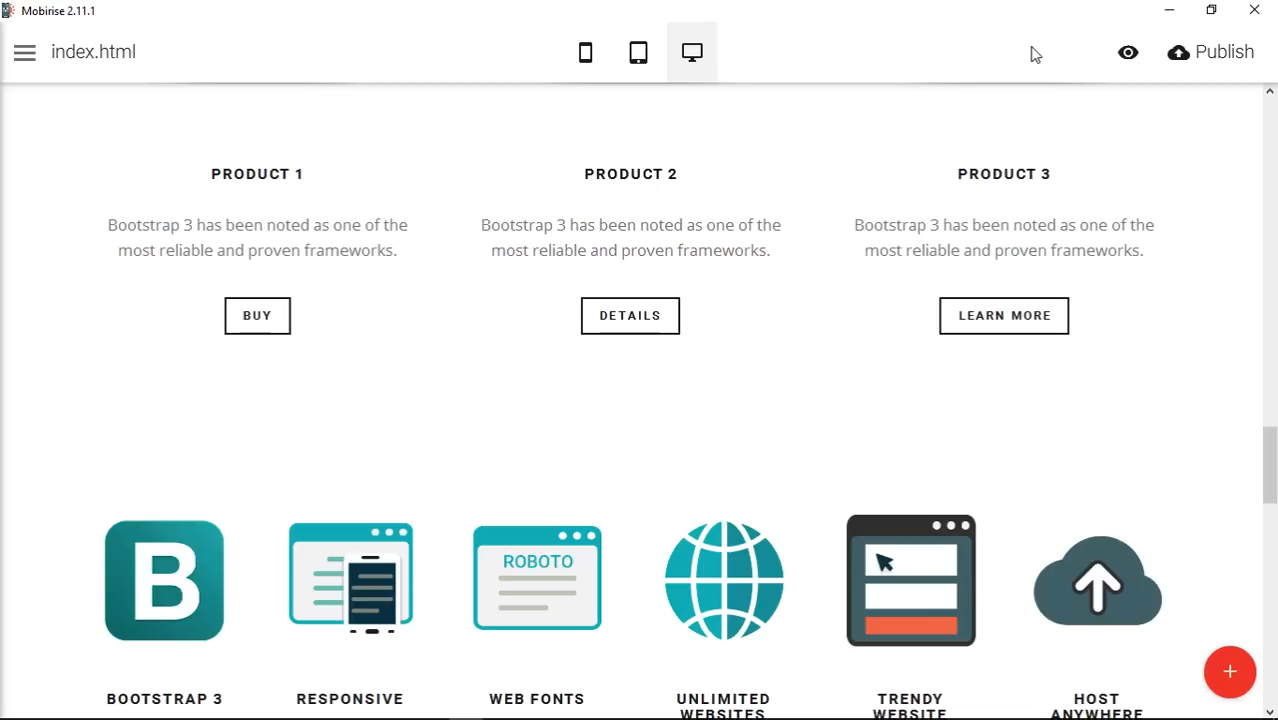 Mobirise 2.11.1
index.html
Publish
PRODUCT 1
PRODUCT 2
PRODUCT 3
Bootstrap 3 has been noted as one of the
most reliable and proven frameworks.
Bootstrap 3 has been noted as one of the
most reliable and proven frameworks.
Bootstrap 3 has been noted as one of the
most reliable and proven frameworks.
BUY
DETAILS
LEARN MORE
B
ROBOTO
BOOTSTRAP 3
RESPONSIVE
WEB FONTS
UNLIMITED
WEBSITES
TRENDY
WEBSITE
HOST
ANYWHERE